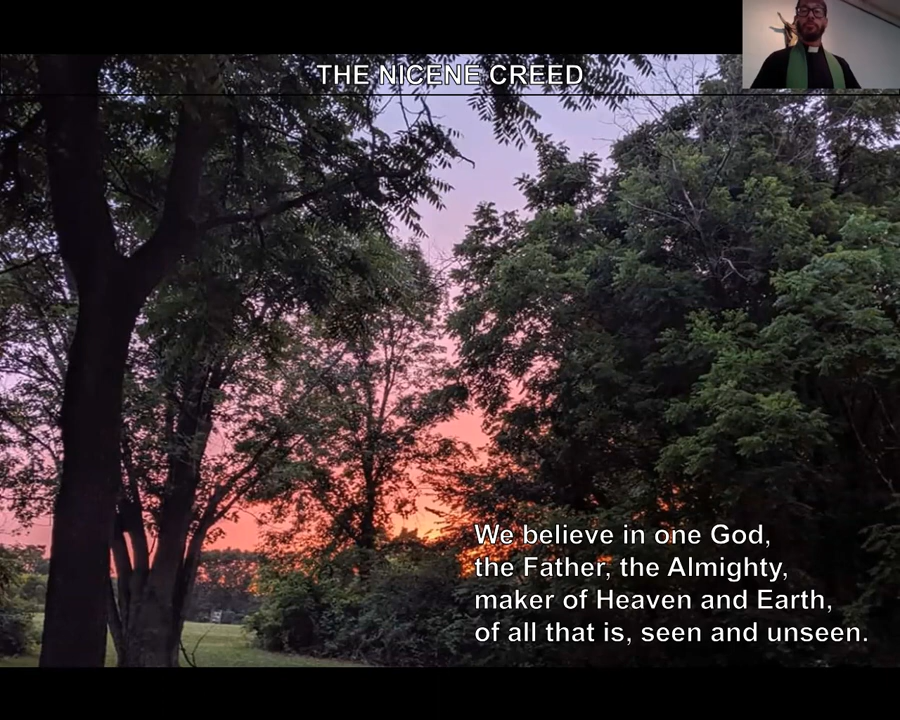 THE NICENE CREED
We believe in one God,
the Father, the Almighty,
maker of Heaven and Earth,
of all that is, seen and unseen.